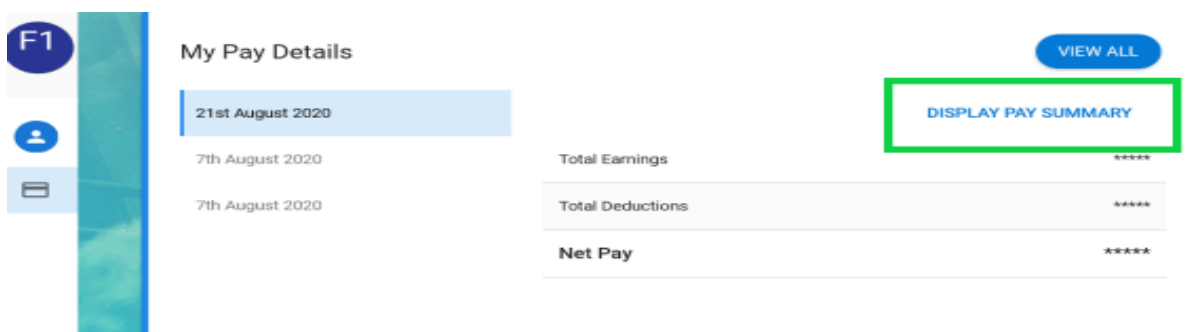 F1
My Pay Details
VIEW ALL
21st August 2020
DISPLAY PAY SUMMARY
7th August 2020
Total Earnings *****
7th August 2020
Total Deductions *****
Net Pay *****